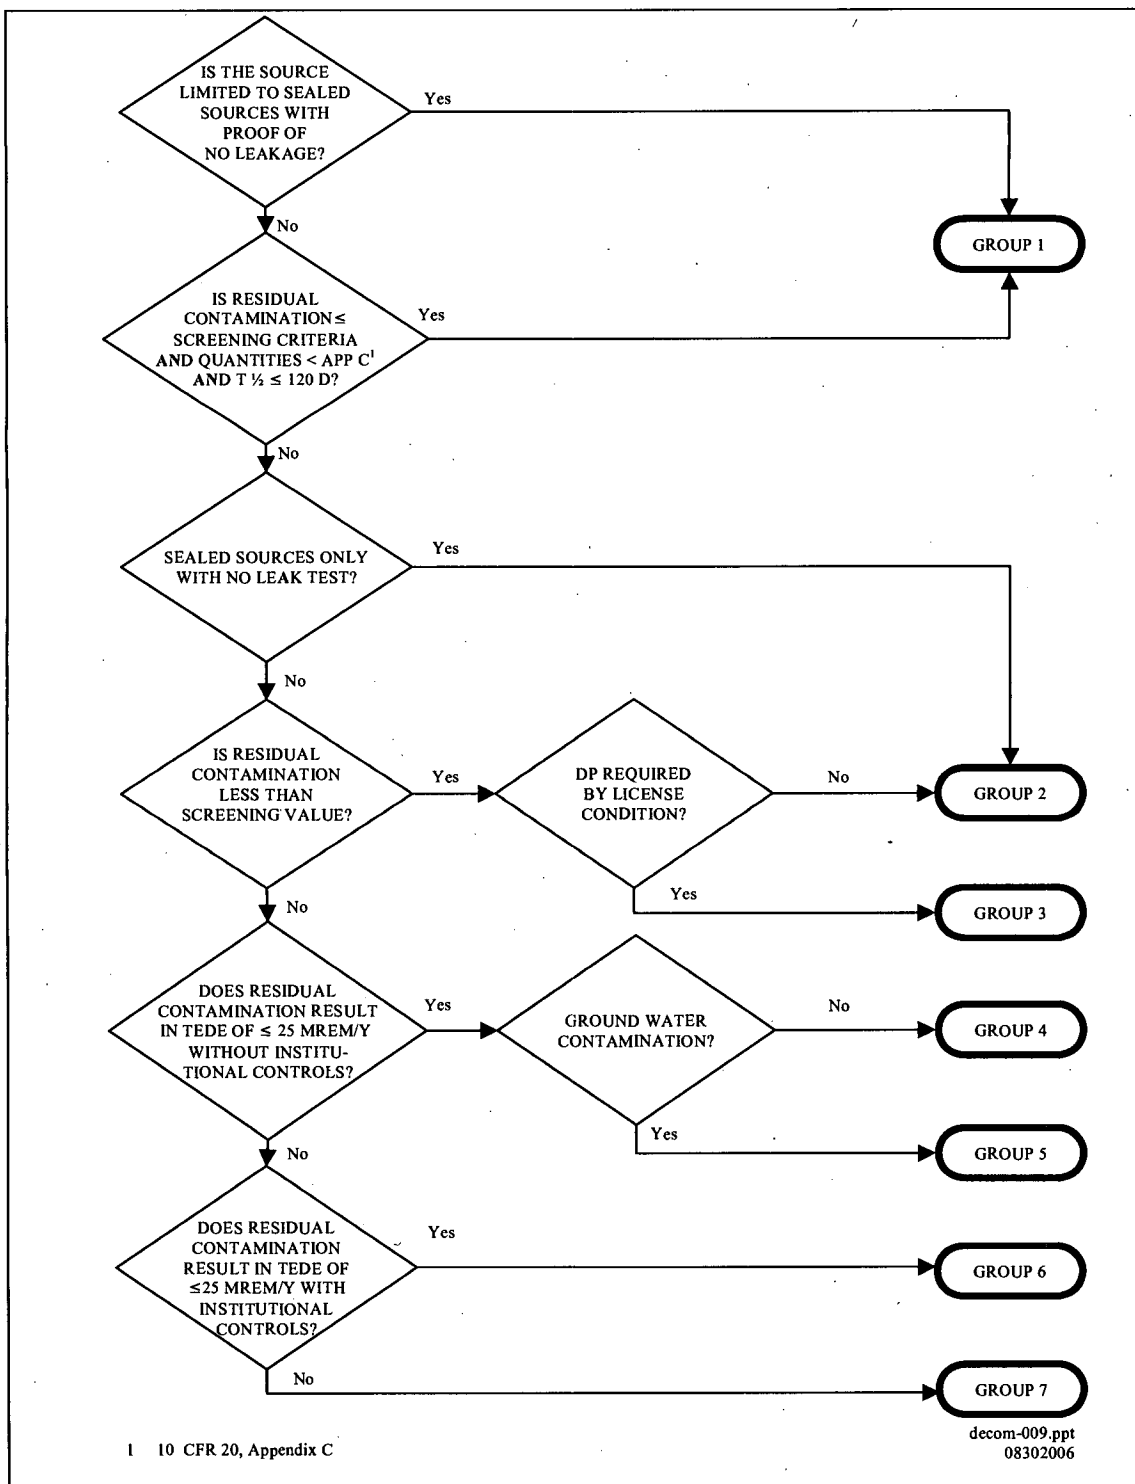 IS THE SOURCE
LIMITED TO SEALED
SOURCES WITH
PROOF OF
NO LEAKAGE?
Yes
No
GROUP 1
IS RESIDUAL
CONTAMINATION ≤
SCREENING CRITERIA
AND QUANTITIES < APP C¹
AND T ½ ≤ 120 D?
Yes
No
SEALED SOURCES ONLY
WITH NO LEAK TEST?
Yes
No
IS RESIDUAL
CONTAMINATION
LESS THAN
SCREENING VALUE?
Yes
DP REQUIRED
BY LICENSE
CONDITION?
No
GROUP 2
Yes
GROUP 3
No
DOES RESIDUAL
CONTAMINATION RESULT
IN TEDE OF ≤ 25 MREM/Y
WITHOUT INSTITU-
TIONAL CONTROLS?
Yes
GROUND WATER
CONTAMINATION?
No
GROUP 4
Yes
GROUP 5
No
DOES RESIDUAL
CONTAMINATION
RESULT IN TEDE OF
≤25 MREM/Y WITH
INSTITUTIONAL
CONTROLS?
Yes
GROUP 6
No
GROUP 7
1 10 CFR 20, Appendix C
decom-009.ppt
08302006